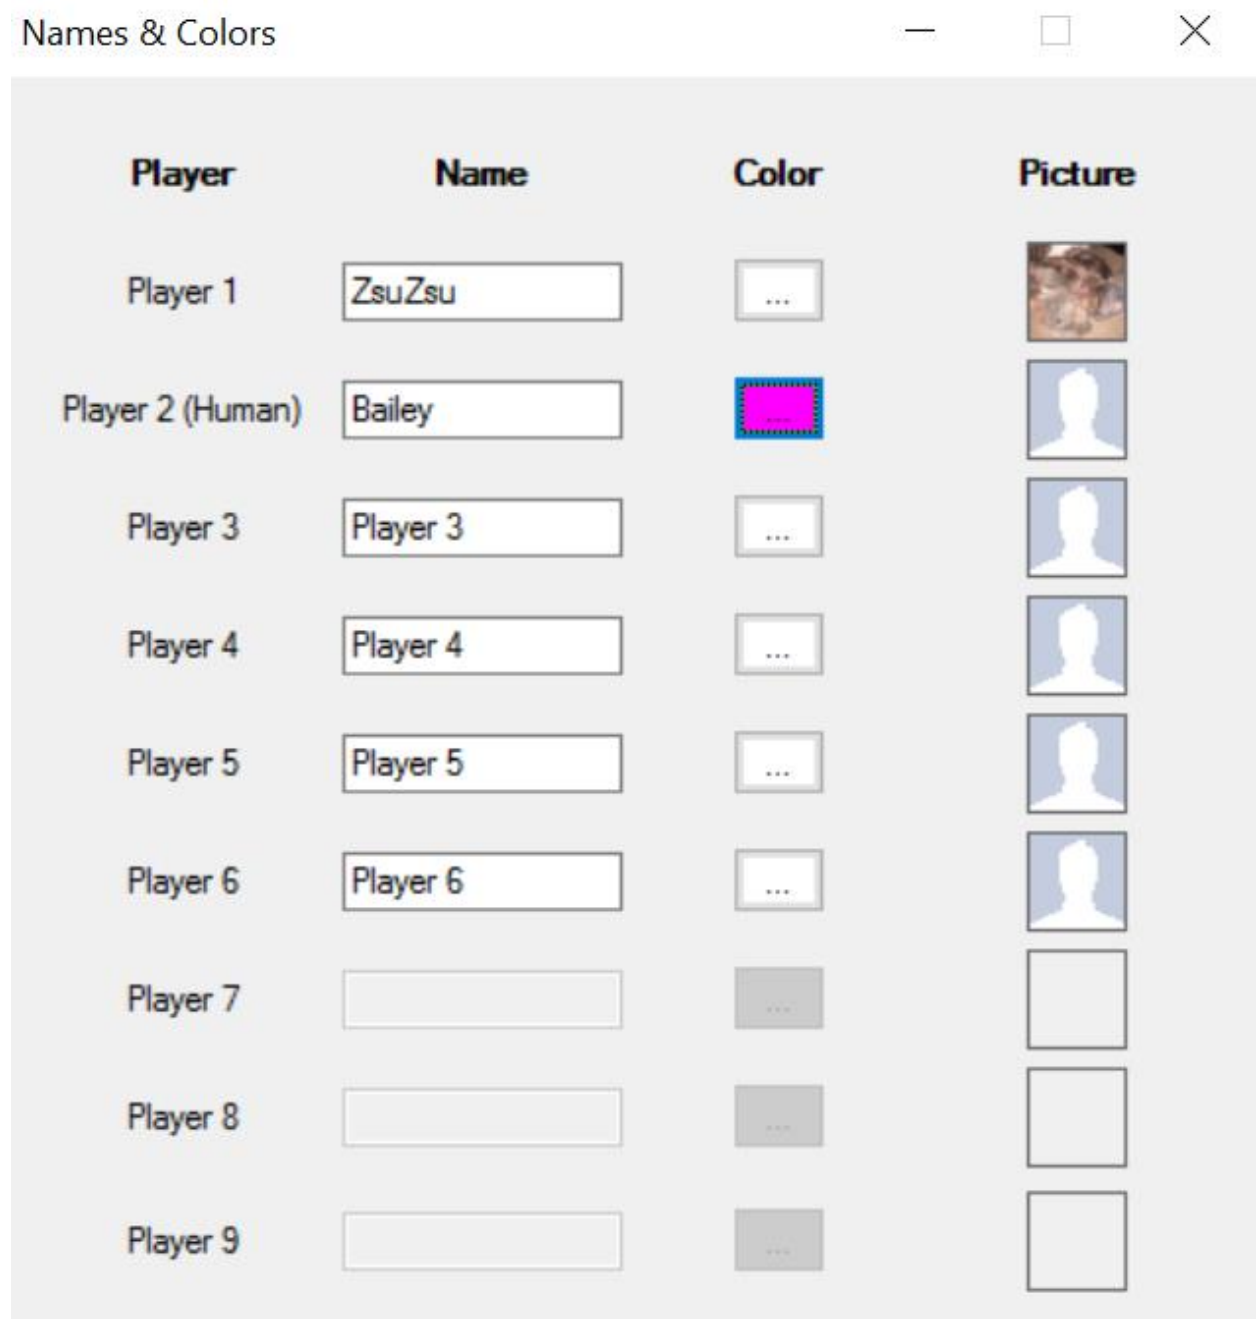 Names & Colors
Player Name Color Picture
Player 1 ZsuZsu ...
Player 2 (Human) Bailey ...
Player 3 Player 3 ...
Player 4 Player 4 ...
Player 5 Player 5 ...
Player 6 Player 6 ...
Player 7 ...
Player 8 ...
Player 9 ...